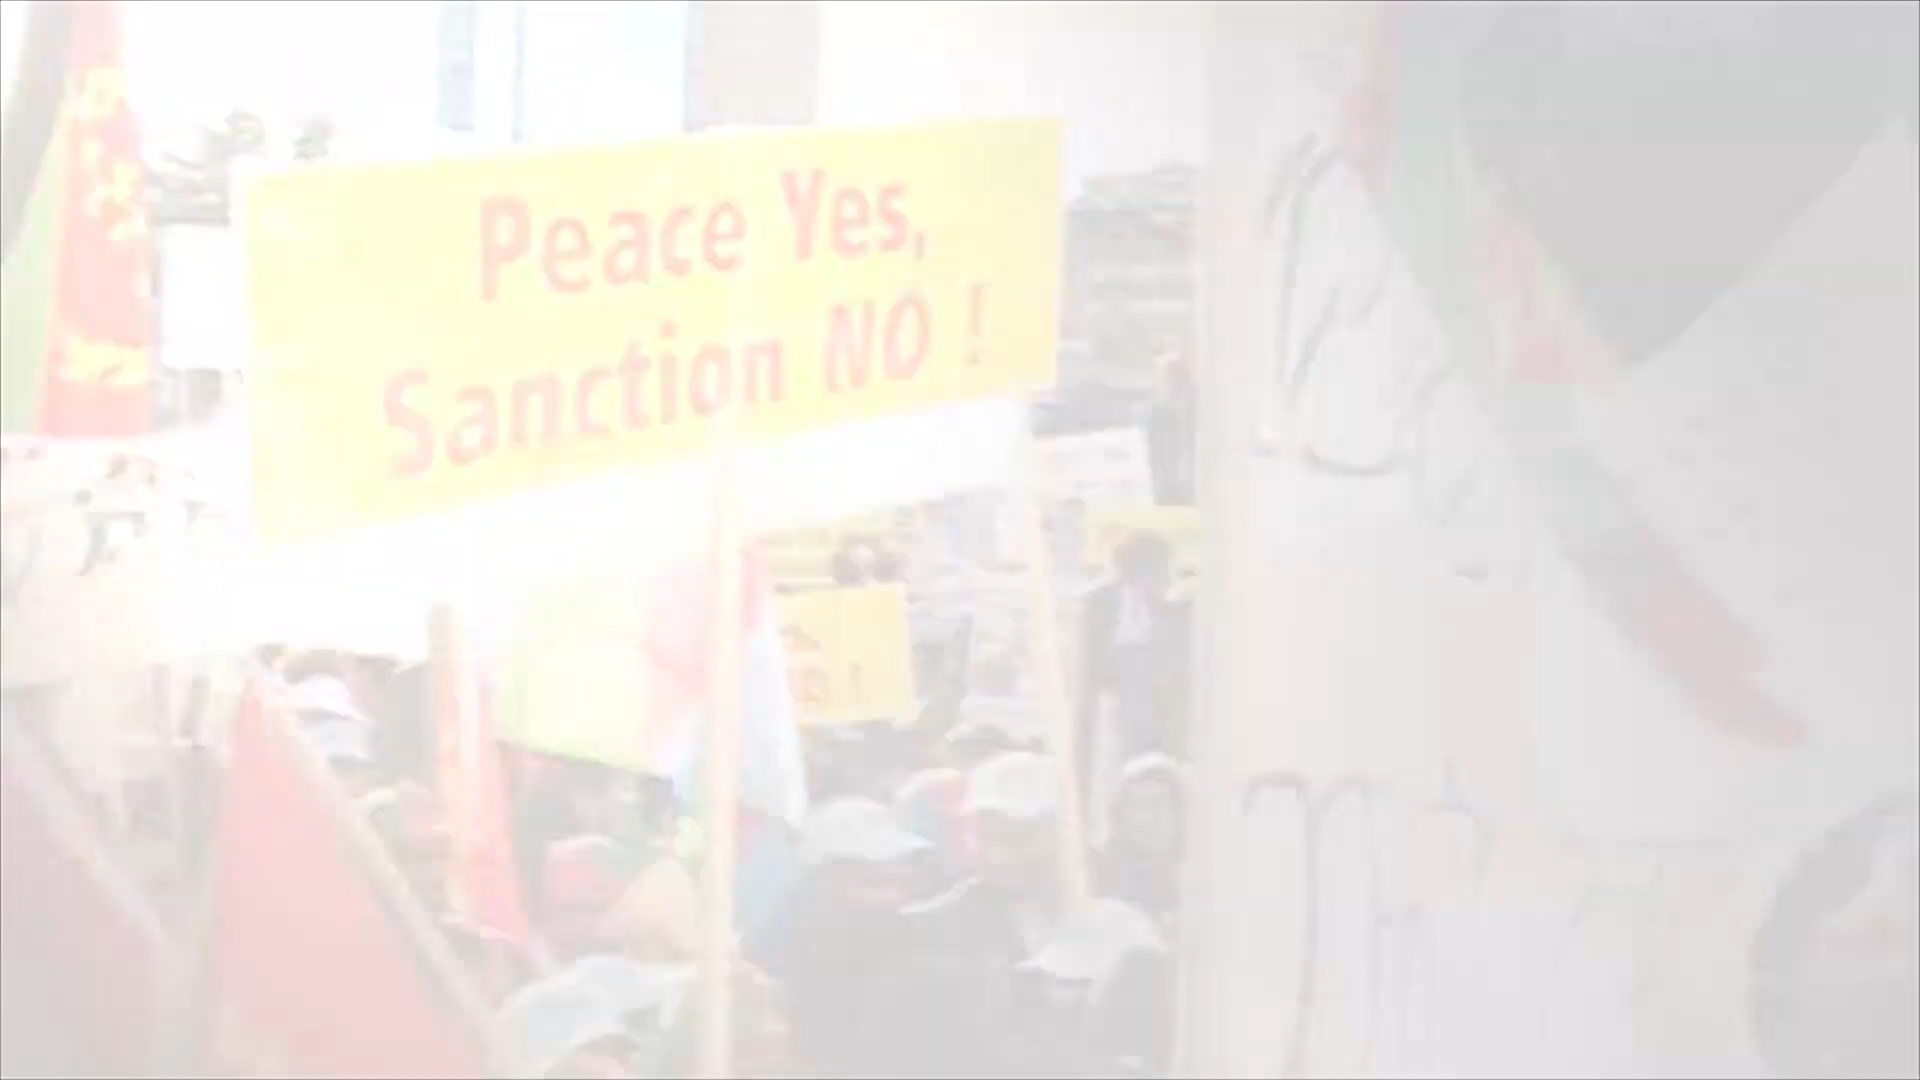 Peace Yes,
Sanction NO !